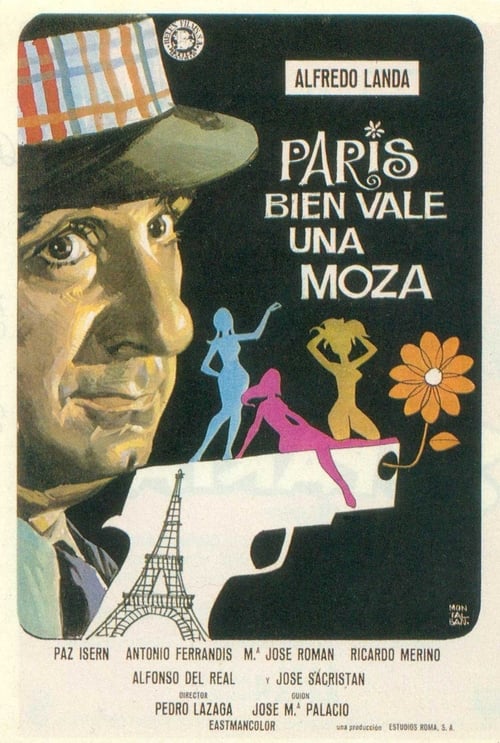 ALFREDO LANDA
PARIS
BIEN VALE
UNA
MOZA
MON
TAL
BAN.
PAZ ISERN ANTONIO FERRANDIS M.ª JOSE ROMAN RICARDO MERINO
ALFONSO DEL REAL Y JOSE SACRISTAN
DIRECTOR GUION
PEDRO LAZAGA JOSE M.ª PALACIO
EASTMANCOLOR
una producción ESTUDIOS ROMA, S. A.